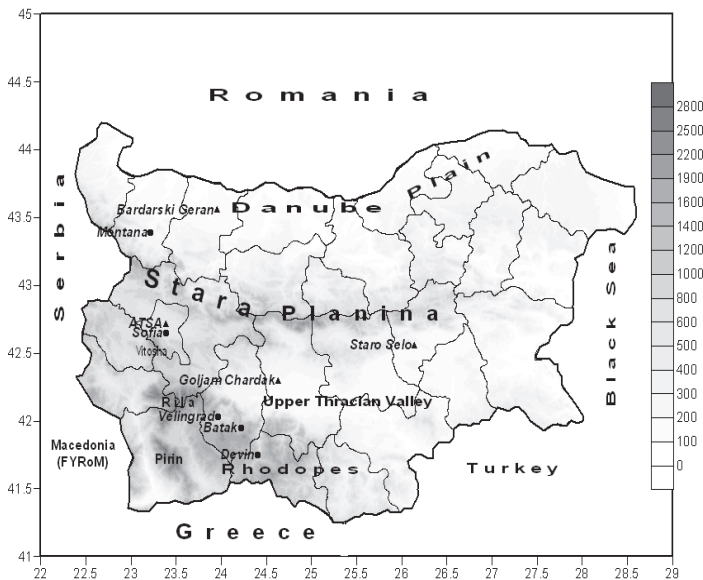 45
44.5
44
43.5
43
42.5
42
41.5
41
Romania
Serbia
Danube Plain
Bardarski Geran
Montana
Stara Planina
ATSA
Sofia
Vitosha
Staro Selo
Goljam Chardak
Rila
Upper Thracian Valley
Velingrad
Batak
Macedonia
(FYRoM)
Pirin
Devin
Rhodopes
Turkey
Greece
Black Sea
2800
2500
2200
1900
1600
1400
1200
1000
800
600
500
400
300
200
100
0
22 22.5 23 23.5 24 24.5 25 25.5 26 26.5 27 27.5 28 28.5 29